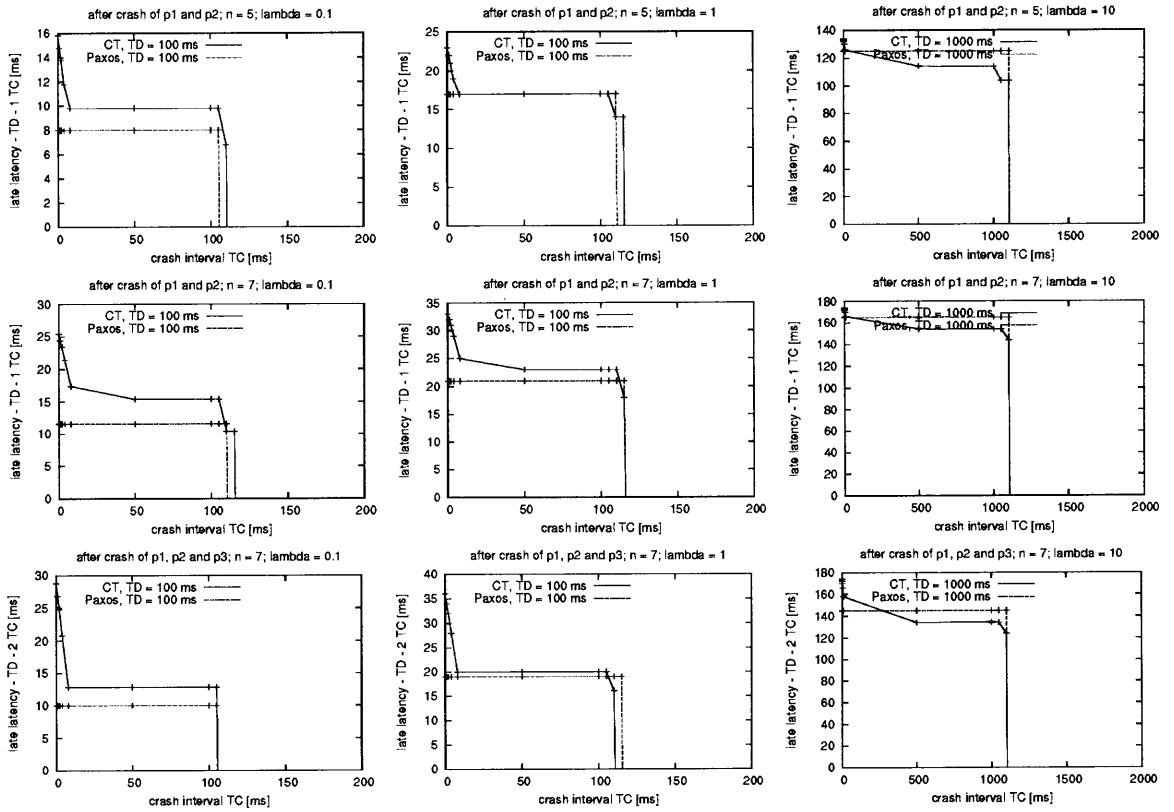 after crash of p1 and p2; n = 5; lambda = 0.1
late latency - TD - 1 TC [ms]
16
14
12
10
8
6
4
2
0
CT, TD = 100 ms
Paxos, TD = 100 ms
0 50 100 150 200
crash interval TC [ms]
after crash of p1 and p2; n = 5; lambda = 1
late latency - TD - 1 TC [ms]
25
20
15
10
5
0
CT, TD = 100 ms
Paxos, TD = 100 ms
0 50 100 150 200
crash interval TC [ms]
after crash of p1 and p2; n = 5; lambda = 10
late latency - TD - 1 TC [ms]
140
120
100
80
60
40
20
0
CT, TD = 1000 ms
Paxos, TD = 1000 ms
0 500 1000 1500 2000
crash interval TC [ms]
after crash of p1 and p2; n = 7; lambda = 0.1
late latency - TD - 1 TC [ms]
30
25
20
15
10
5
0
CT, TD = 100 ms
Paxos, TD = 100 ms
0 50 100 150 200
crash interval TC [ms]
after crash of p1 and p2; n = 7; lambda = 1
late latency - TD - 1 TC [ms]
35
30
25
20
15
10
5
0
CT, TD = 100 ms
Paxos, TD = 100 ms
0 50 100 150 200
crash interval TC [ms]
after crash of p1 and p2; n = 7; lambda = 10
late latency - TD - 1 TC [ms]
180
160
140
120
100
80
60
40
20
0
CT, TD = 1000 ms
Paxos, TD = 1000 ms
0 500 1000 1500 2000
crash interval TC [ms]
after crash of p1, p2 and p3; n = 7; lambda = 0.1
late latency - TD - 2 TC [ms]
30
25
20
15
10
5
0
CT, TD = 100 ms
Paxos, TD = 100 ms
0 50 100 150 200
crash interval TC [ms]
after crash of p1, p2 and p3; n = 7; lambda = 1
late latency - TD - 2 TC [ms]
40
35
30
25
20
15
10
5
0
CT, TD = 100 ms
Paxos, TD = 100 ms
0 50 100 150 200
crash interval TC [ms]
after crash of p1, p2 and p3; n = 7; lambda = 10
late latency - TD - 2 TC [ms]
180
160
140
120
100
80
60
40
20
0
CT, TD = 1000 ms
Paxos, TD = 1000 ms
0 500 1000 1500 2000
crash interval TC [ms]